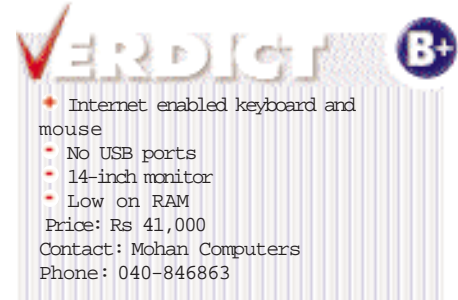 VERDICT B+
+ Internet enabled keyboard and
mouse
- No USB ports
- 14-inch monitor
- Low on RAM
Price: Rs 41,000
Contact: Mohan Computers
Phone: 040-846863